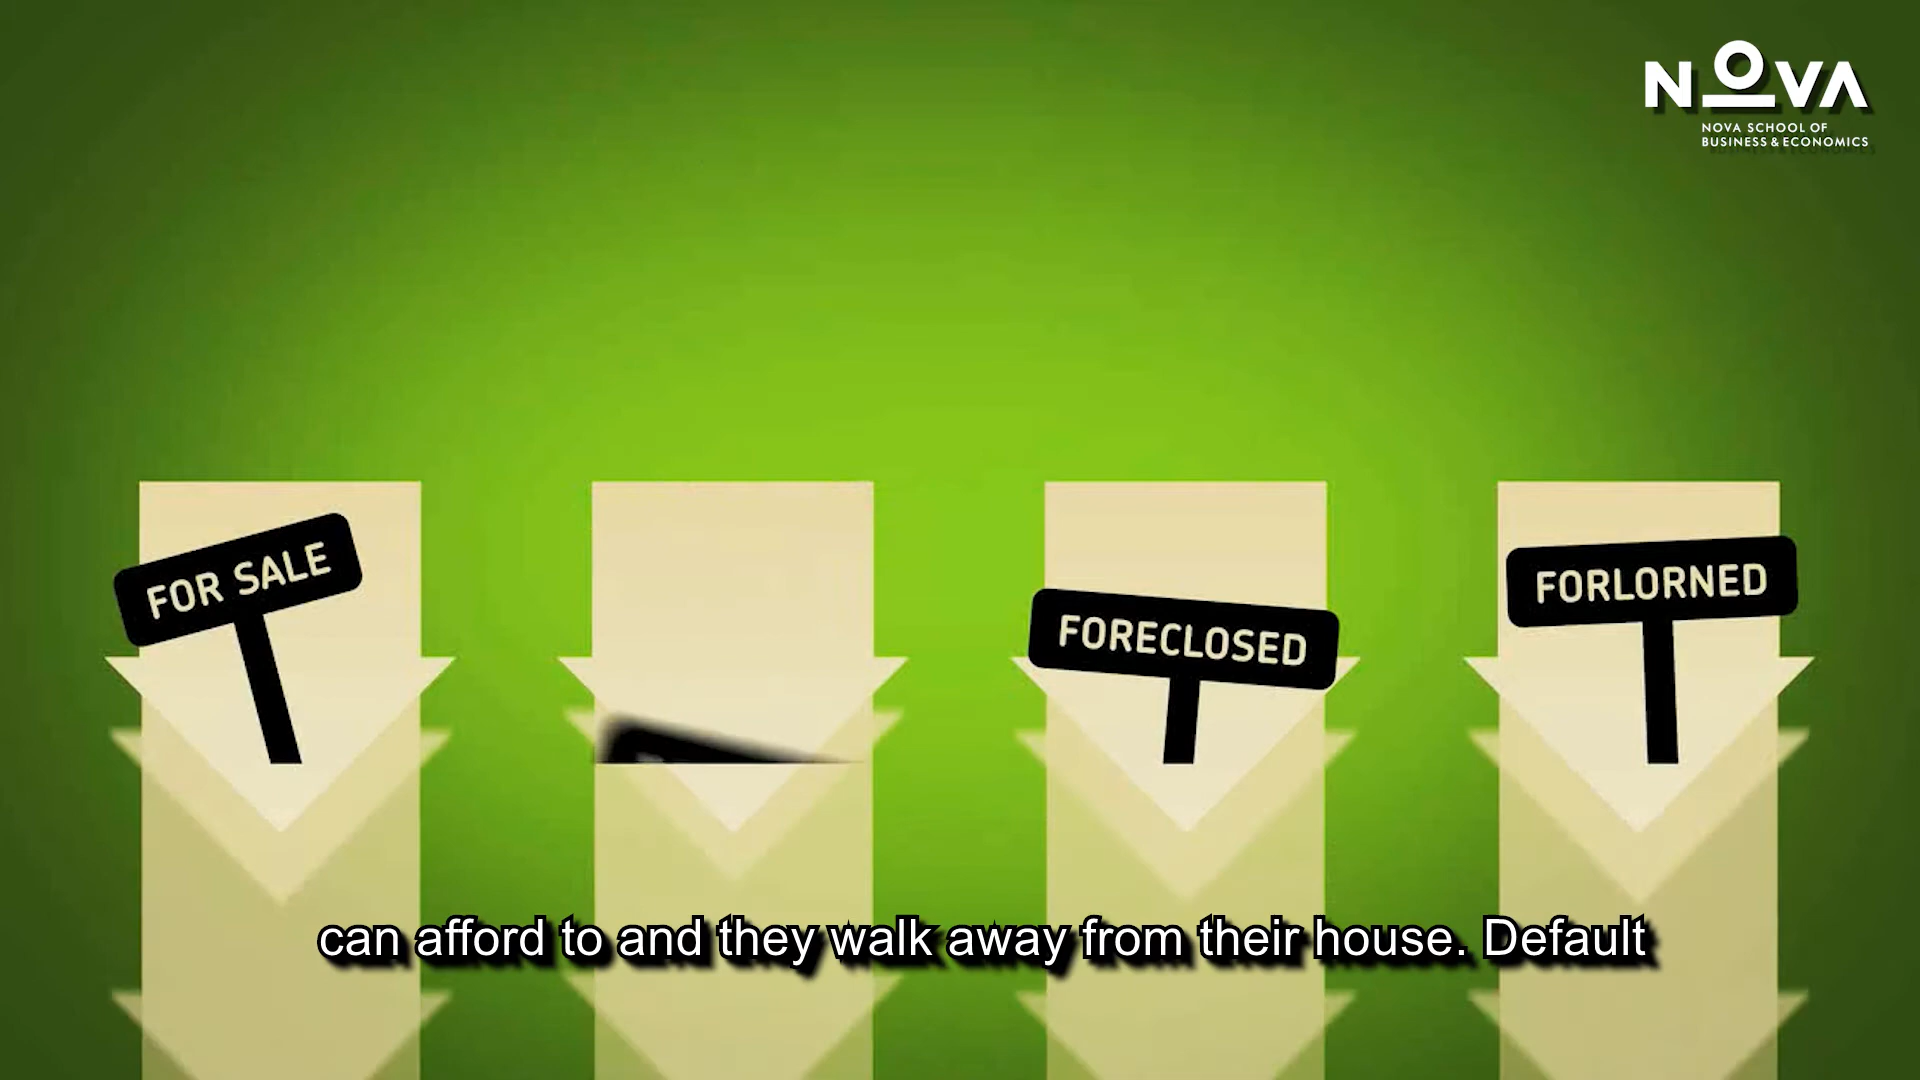 NOVA
NOVA SCHOOL OF
BUSINESS & ECONOMICS
FOR SALE
FORECLOSED
FORLORNED
can afford to and they walk away from their house. Default